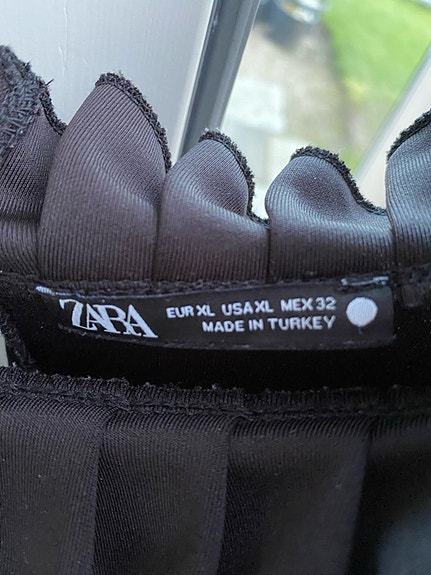 ZARA
EUR XL USA XL MEX 32
MADE IN TURKEY